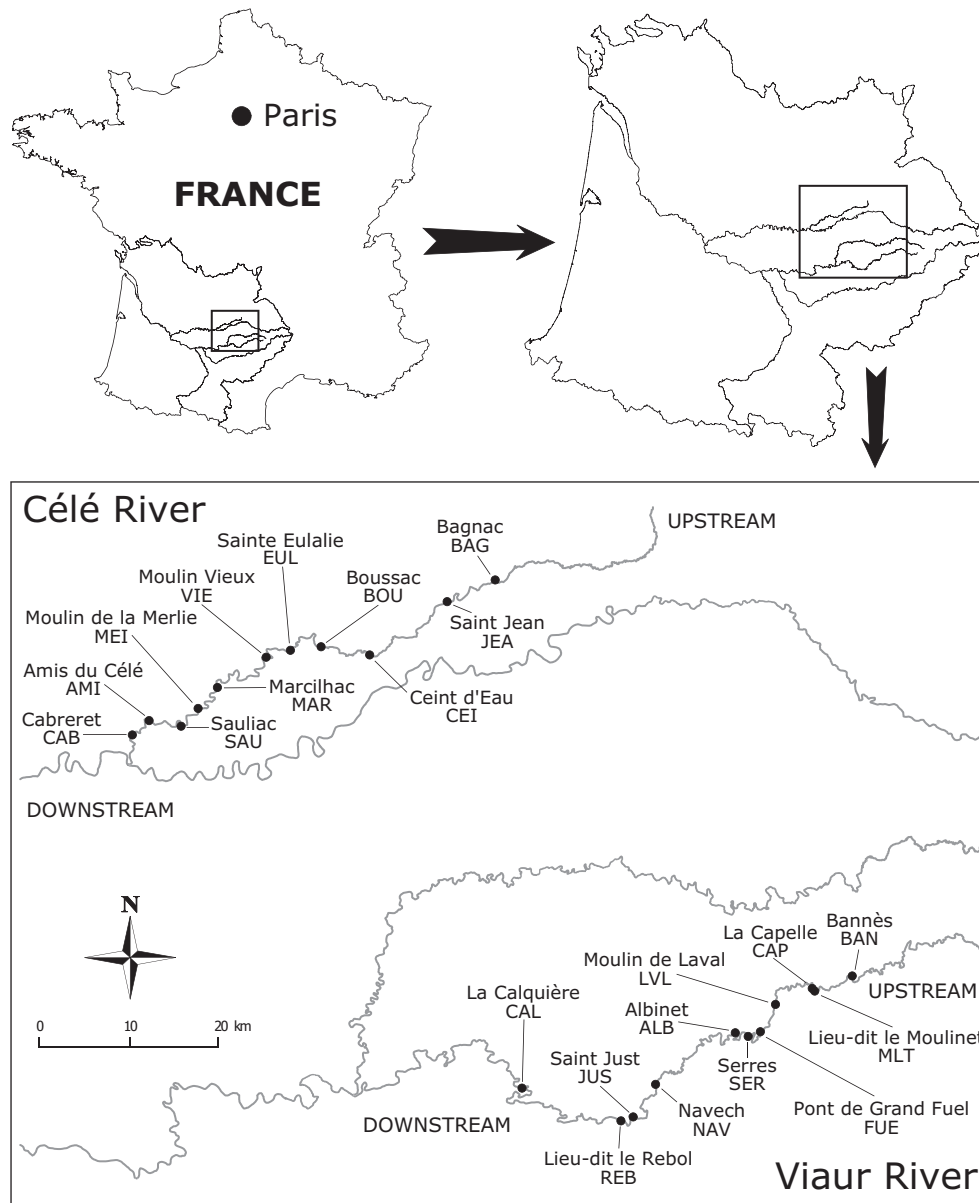 Paris
FRANCE
Célé River
UPSTREAM
Bagnac
BAG
Sainte Eulalie
EUL
Moulin Vieux
VIE
Boussac
BOU
Moulin de la Merlie
MEI
Saint Jean
JEA
Amis du Célé
AMI
Marcilhac
MAR
Ceint d'Eau
CEI
Cabreret
CAB
Sauliac
SAU
DOWNSTREAM
N
0 10 20 km
Bannès
BAN
La Capelle
CAP
Moulin de Laval
LVL
UPSTREAM
La Calquière
CAL
Albinet
ALB
Lieu-dit le Moulinet
MLT
Saint Just
JUS
Serres
SER
DOWNSTREAM
Navech
NAV
Pont de Grand Fuel
FUE
Lieu-dit le Rebol
REB
Viaur River